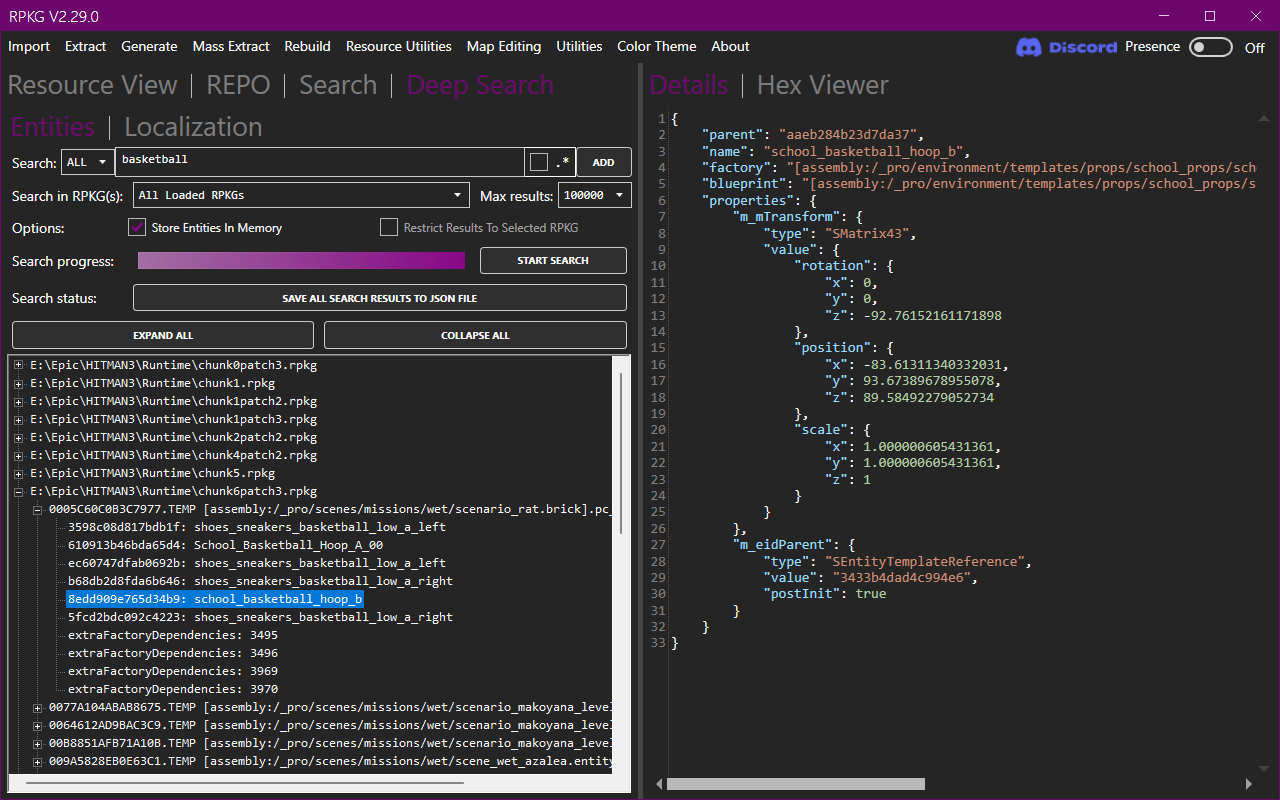 RPKG V2.29.0
Import Extract Generate Mass Extract Rebuild Resource Utilities Map Editing Utilities Color Theme About Discord Presence Off
Resource View | REPO | Search | Deep Search
Entities | Localization
Search: ALL basketball .* ADD
Search in RPKG(s): All Loaded RPKGs Max results: 100000
Options: Store Entities In Memory Restrict Results To Selected RPKG
Search progress: START SEARCH
Search status: SAVE ALL SEARCH RESULTS TO JSON FILE
EXPAND ALL COLLAPSE ALL
E:\Epic\HITMAN3\Runtime\chunk0patch3.rpkg
E:\Epic\HITMAN3\Runtime\chunk1.rpkg
E:\Epic\HITMAN3\Runtime\chunk1patch2.rpkg
E:\Epic\HITMAN3\Runtime\chunk1patch3.rpkg
E:\Epic\HITMAN3\Runtime\chunk2patch2.rpkg
E:\Epic\HITMAN3\Runtime\chunk4patch2.rpkg
E:\Epic\HITMAN3\Runtime\chunk5.rpkg
E:\Epic\HITMAN3\Runtime\chunk6patch3.rpkg
0005C60C0B3C7977.TEMP [assembly:/_pro/scenes/missions/wet/scenario_rat.brick].pc_
3598c08d817bdb1f: shoes_sneakers_basketball_low_a_left
610913b46bda65d4: School_Basketball_Hoop_A_00
ec60747dfab0692b: shoes_sneakers_basketball_low_a_left
b68db2d8fda6b646: shoes_sneakers_basketball_low_a_right
8edd909e765d34b9: school_basketball_hoop_b
5fcd2bdc092c4223: shoes_sneakers_basketball_low_a_right
extraFactoryDependencies: 3495
extraFactoryDependencies: 3496
extraFactoryDependencies: 3969
extraFactoryDependencies: 3970
0077A104ABAB8675.TEMP [assembly:/_pro/scenes/missions/wet/scenario_makoyana_level
0064612AD9BAC3C9.TEMP [assembly:/_pro/scenes/missions/wet/scenario_makoyana_level
00B8851AFB71A10B.TEMP [assembly:/_pro/scenes/missions/wet/scenario_makoyana_level
009A5828EB0E63C1.TEMP [assembly:/_pro/scenes/missions/wet/scene_wet_azalea.entity
Details | Hex Viewer
1 {
2 "parent": "aaeb284b23d7da37",
3 "name": "school_basketball_hoop_b",
4 "factory": "[assembly:/_pro/environment/templates/props/school_props/sch
5 "blueprint": "[assembly:/_pro/environment/templates/props/school_props/s
6 "properties": {
7 "m_mTransform": {
8 "type": "SMatrix43",
9 "value": {
10 "rotation": {
11 "x": 0,
12 "y": 0,
13 "z": -92.76152161171898
14 },
15 "position": {
16 "x": -83.61311340332031,
17 "y": 93.67389678955078,
18 "z": 89.58492279052734
19 },
20 "scale": {
21 "x": 1.000000605431361,
22 "y": 1.000000605431361,
23 "z": 1
24 }
25 }
26 },
27 "m_eidParent": {
28 "type": "SEntityTemplateReference",
29 "value": "3433b4dad4c994e6",
30 "postInit": true
31 }
32 }
33 }